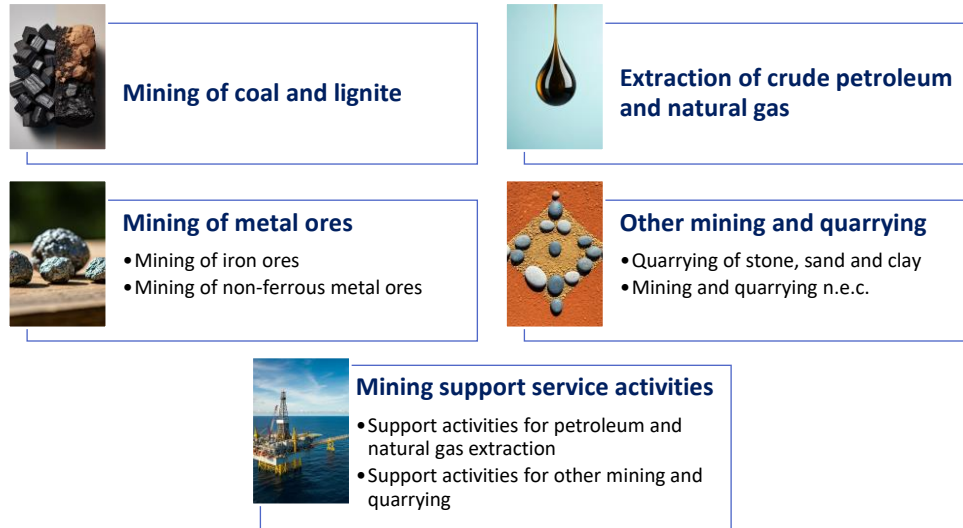 Mining of coal and lignite
Extraction of crude petroleum
and natural gas
Mining of metal ores
•Mining of iron ores
•Mining of non-ferrous metal ores
Other mining and quarrying
•Quarrying of stone, sand and clay
•Mining and quarrying n.e.c.
Mining support service activities
•Support activities for petroleum and
natural gas extraction
•Support activities for other mining and
quarrying